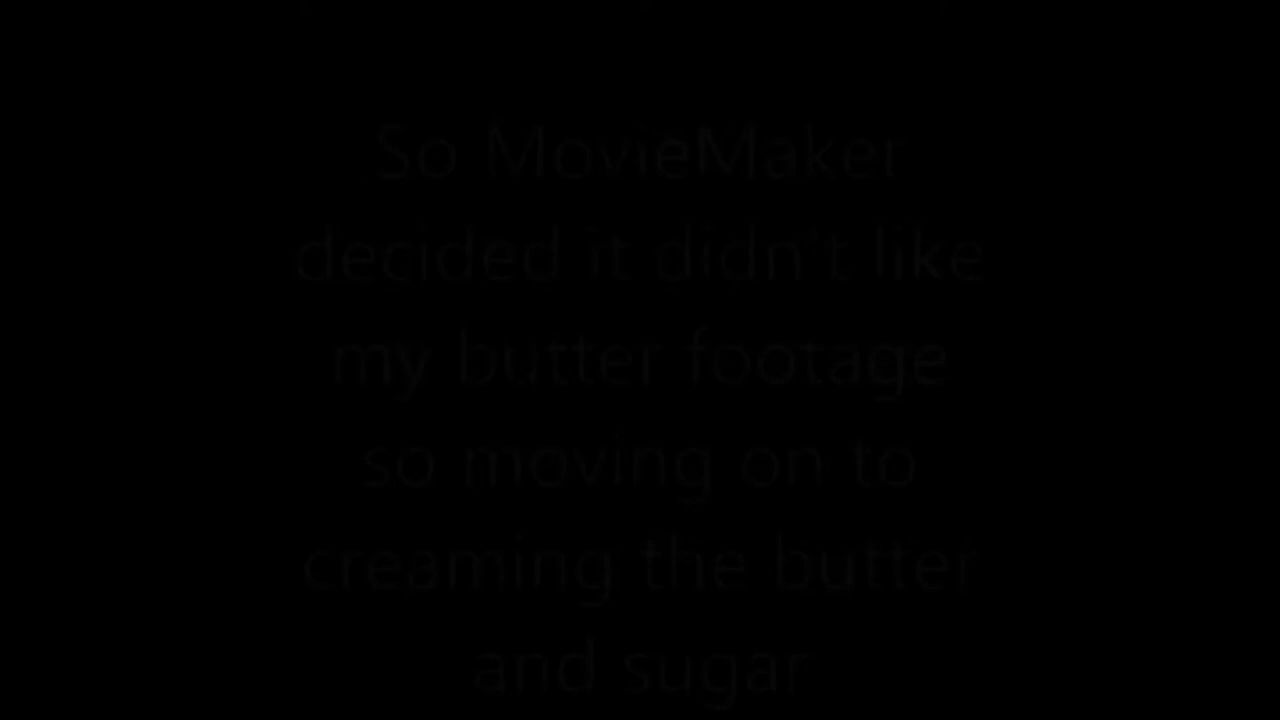 So MovieMaker
decided it didn't like
my butter footage
so moving on to
creaming the butter
and sugar